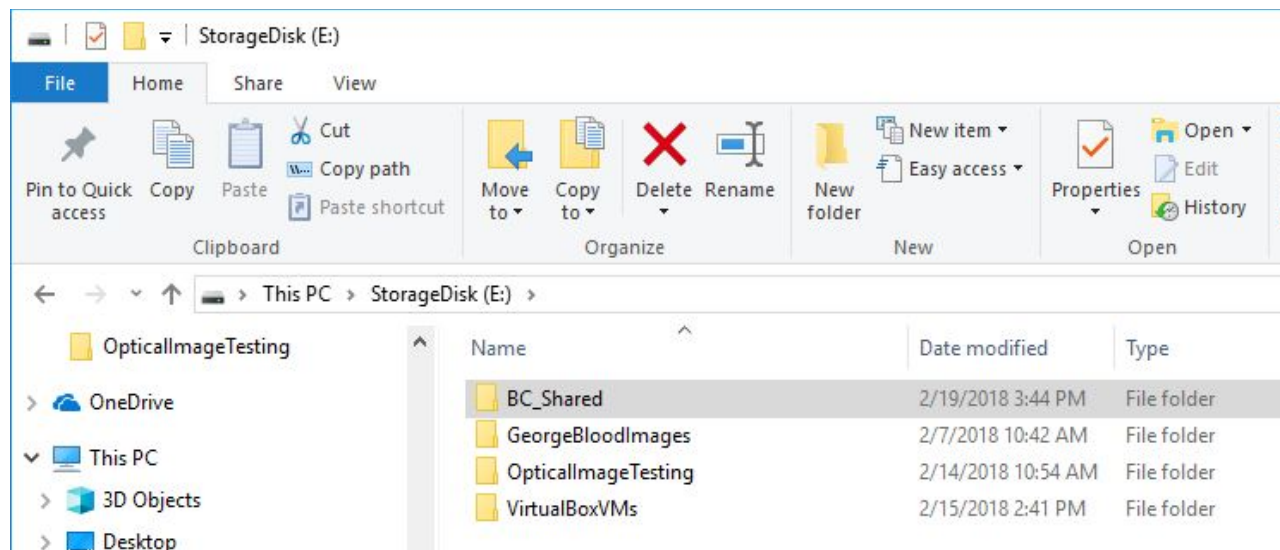 StorageDisk (E:)
File Home Share View
Pin to Quick access
Copy
Paste
Cut
Copy path
Paste shortcut
Clipboard
Move to
Copy to
Delete
Rename
Organize
New folder
New item
Easy access
New
Properties
Open
Edit
History
Open
This PC > StorageDisk (E:) >
OpticalImageTesting
OneDrive
This PC
3D Objects
Desktop
Name Date modified Type
BC_Shared 2/19/2018 3:44 PM File folder
GeorgeBloodImages 2/7/2018 10:42 AM File folder
OpticalImageTesting 2/14/2018 10:54 AM File folder
VirtualBoxVMs 2/15/2018 2:41 PM File folder